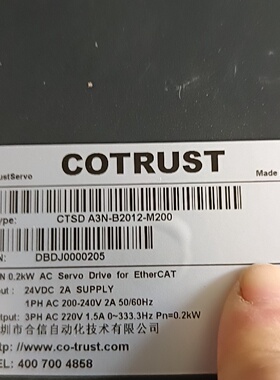 ustServo
COTRUST
Made
ype: CTSD A3N-B2012-M200
N: DBDJ0000205
N 0.2kW AC Servo Drive for EtherCAT
out : 24VDC 2A SUPPLY
1PH AC 200-240V 2A 50/60Hz
tput: 3PH AC 220V 1.5A 0~333.3Hz Pn=0.2kW
圳市合信自动化技术有限公司
tp://www.co-trust.com
EL: 400 700 4858